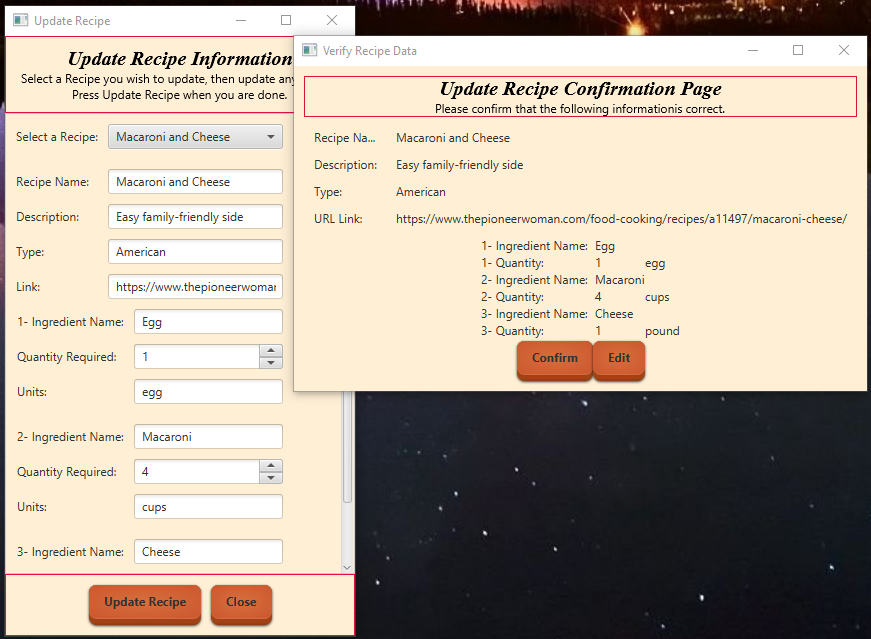 Update Recipe
Update Recipe Information
Select a Recipe you wish to update, then update any
Press Update Recipe when you are done.
Select a Recipe: Macaroni and Cheese
Recipe Name: Macaroni and Cheese
Description: Easy family-friendly side
Type: American
Link: https://www.thepioneerwoman
1- Ingredient Name: Egg
Quantity Required: 1
Units: egg
2- Ingredient Name: Macaroni
Quantity Required: 4
Units: cups
3- Ingredient Name: Cheese
Update Recipe Close
Verify Recipe Data
Update Recipe Confirmation Page
Please confirm that the following informationis correct.
Recipe Na... Macaroni and Cheese
Description: Easy family-friendly side
Type: American
URL Link: https://www.thepioneerwoman.com/food-cooking/recipes/a11497/macaroni-cheese/
1- Ingredient Name: Egg
1- Quantity: 1 egg
2- Ingredient Name: Macaroni
2- Quantity: 4 cups
3- Ingredient Name: Cheese
3- Quantity: 1 pound
Confirm Edit